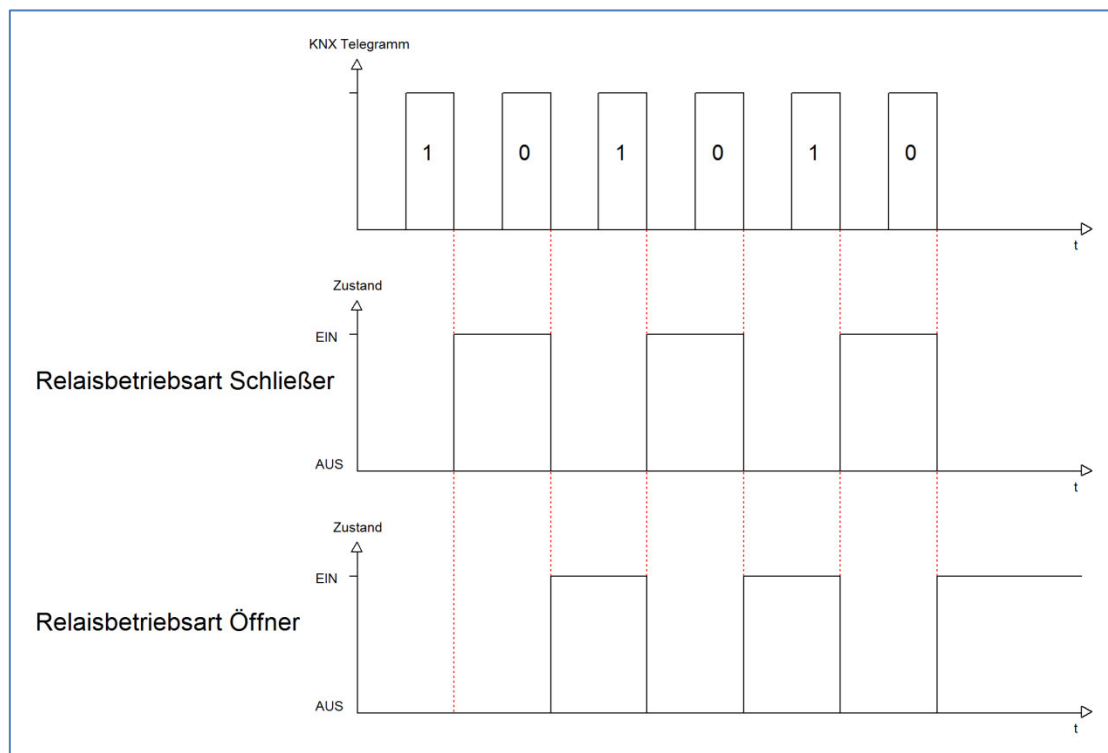 KNX Telegramm
1 0 1 0 1 0
t
Zustand
EIN
Relaisbetriebsart Schließer
AUS
t
Zustand
EIN
Relaisbetriebsart Öffner
AUS
t